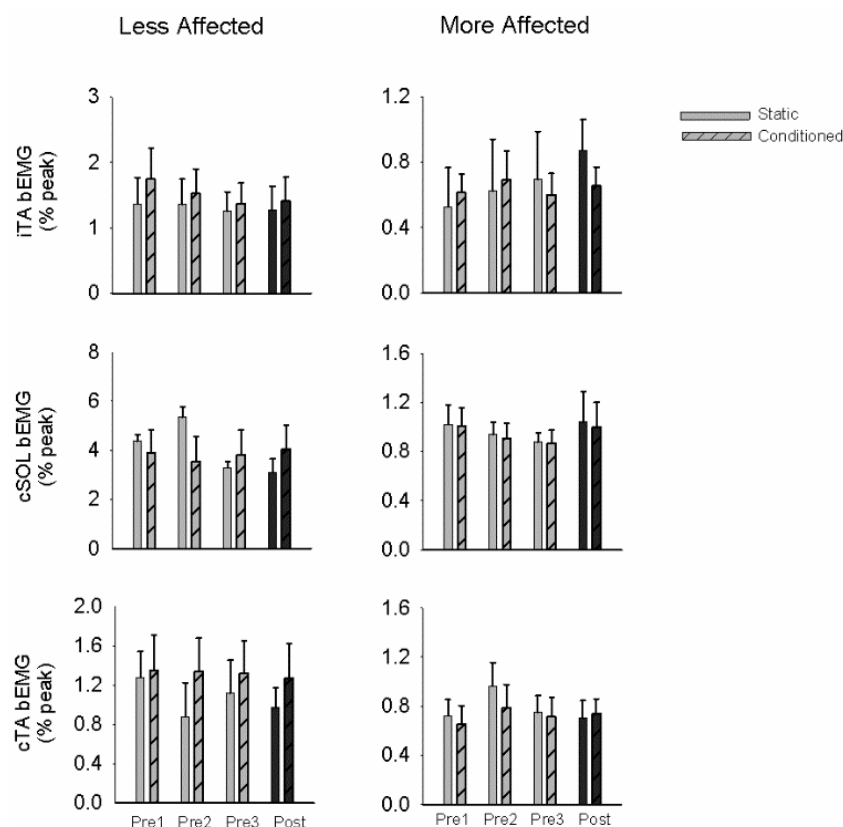 Less Affected
More Affected
Static
Conditioned
iTA bEMG
(% peak)
3
2
1
0
1.2
0.8
0.4
0.0
cSOL bEMG
(% peak)
8
6
4
2
0
1.6
1.2
0.8
0.4
0.0
cTA bEMG
(% peak)
2.0
1.6
1.2
0.8
0.4
0.0
1.6
1.2
0.8
0.4
0.0
Pre1 Pre2 Pre3 Post
Pre1 Pre2 Pre3 Post